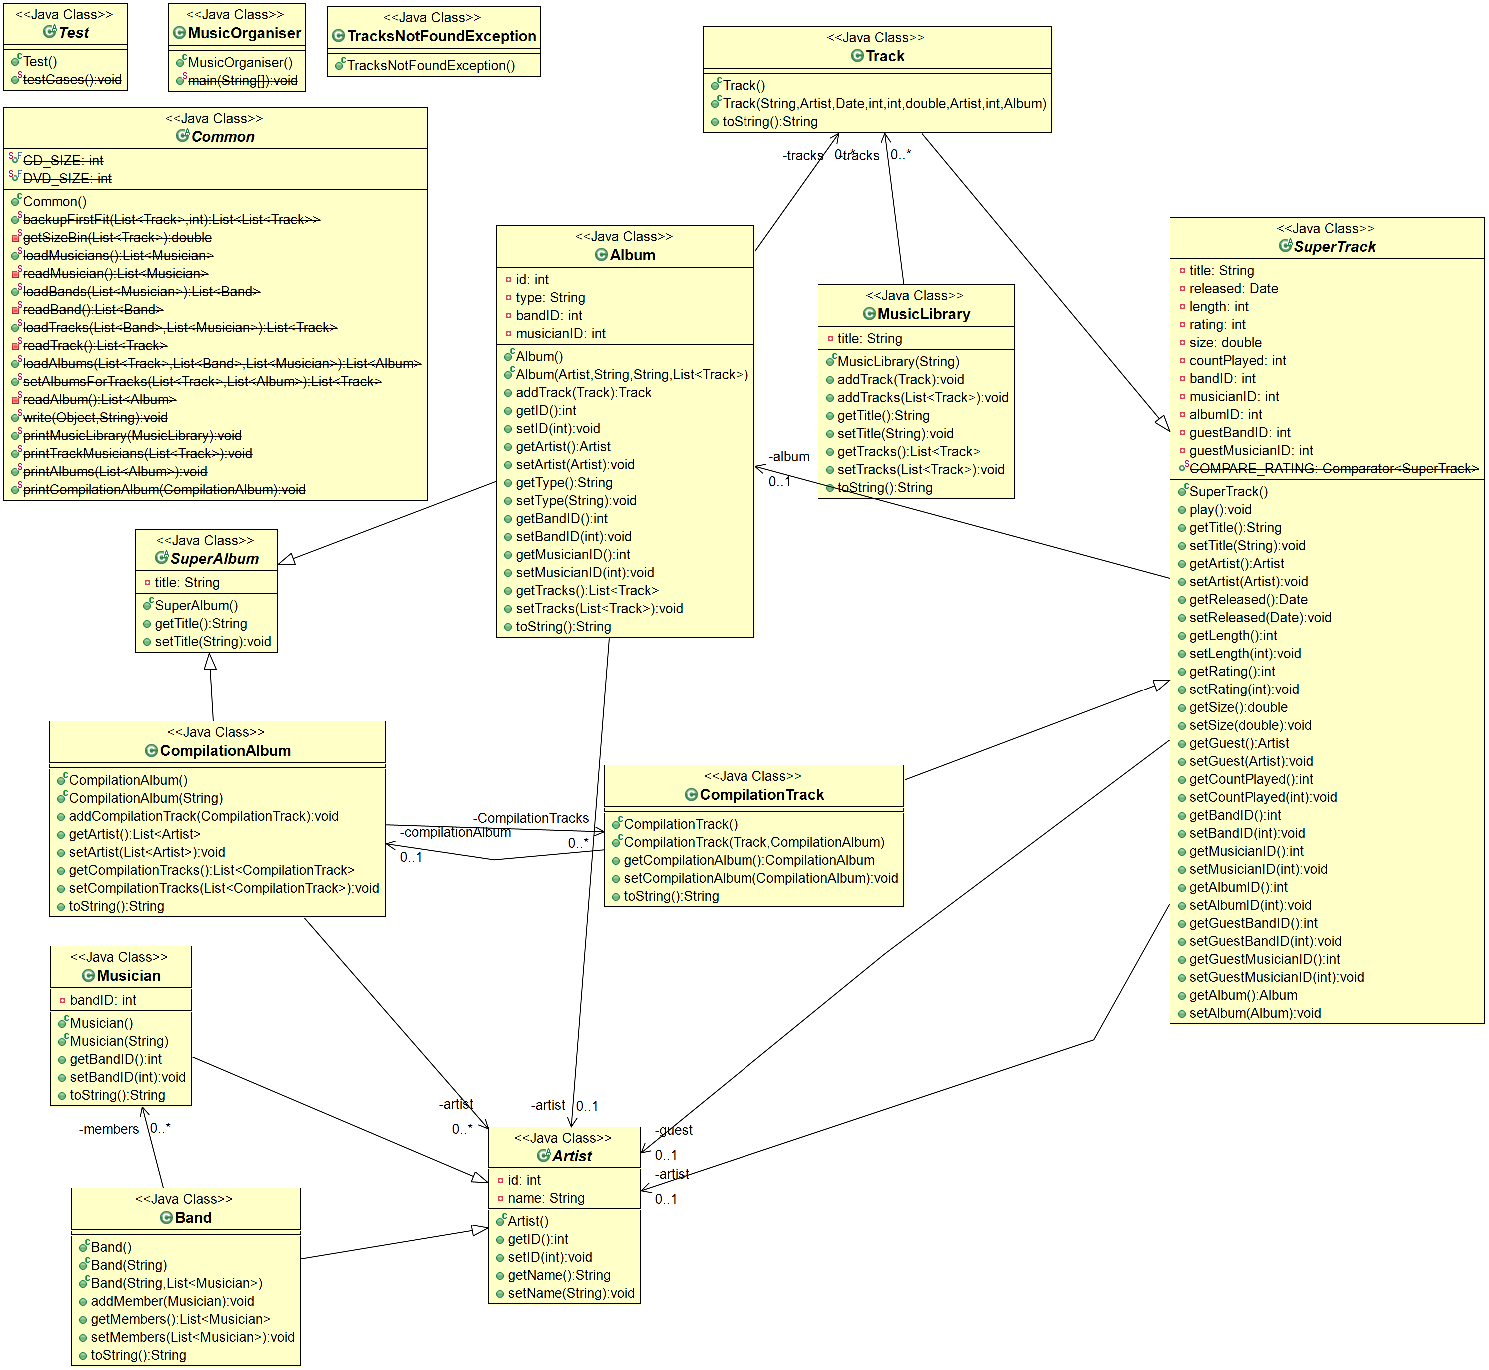 <<Java Class>>
Test
Test()
testCases():void
<<Java Class>>
MusicOrganiser
MusicOrganiser()
main(String[]):void
<<Java Class>>
TracksNotFoundException
TracksNotFoundException()
<<Java Class>>
Track
Track()
Track(String,Artist,Date,int,int,double,Artist,int,Album)
toString():String
<<Java Class>>
Common
CD_SIZE: int
DVD_SIZE: int
Common()
backupFirstFit(List<Track>,int):List<List<Track>>
getSizeBin(List<Track>):double
loadMusicians():List<Musician>
readMusician():List<Musician>
loadBands(List<Musician>):List<Band>
readBand():List<Band>
loadTracks(List<Band>,List<Musician>):List<Track>
readTrack():List<Track>
loadAlbums(List<Track>,List<Band>,List<Musician>):List<Album>
setAlbumsForTracks(List<Track>,List<Album>):List<Track>
readAlbum():List<Album>
write(Object,String):void
printMusicLibrary(MusicLibrary):void
printTrackMusicians(List<Track>):void
printAlbums(List<Album>):void
printCompilationAlbum(CompilationAlbum):void
-tracks 0..*
-tracks 0..*
<<Java Class>>
Album
id: int
type: String
bandID: int
musicianID: int
Album()
Album(Artist,String,String,List<Track>)
addTrack(Track):Track
getID():int
setID(int):void
getArtist():Artist
setArtist(Artist):void
getType():String
setType(String):void
getBandID():int
setBandID(int):void
getMusicianID():int
setMusicianID(int):void
getTracks():List<Track>
setTracks(List<Track>):void
toString():String
<<Java Class>>
MusicLibrary
title: String
MusicLibrary(String)
addTrack(Track):void
addTracks(List<Track>):void
getTitle():String
setTitle(String):void
getTracks():List<Track>
setTracks(List<Track>):void
toString():String
-album
0..1
<<Java Class>>
SuperTrack
title: String
released: Date
length: int
rating: int
size: double
countPlayed: int
bandID: int
musicianID: int
albumID: int
guestBandID: int
guestMusicianID: int
COMPARE_RATING: Comparator<SuperTrack>
SuperTrack()
play():void
getTitle():String
setTitle(String):void
getArtist():Artist
setArtist(Artist):void
getReleased():Date
setReleased(Date):void
getLength():int
setLength(int):void
getRating():int
setRating(int):void
getSize():double
setSize(double):void
getGuest():Artist
setGuest(Artist):void
getCountPlayed():int
setCountPlayed(int):void
getBandID():int
setBandID(int):void
getMusicianID():int
setMusicianID(int):void
getAlbumID():int
setAlbumID(int):void
getGuestBandID():int
setGuestBandID(int):void
getGuestMusicianID():int
setGuestMusicianID(int):void
getAlbum():Album
setAlbum(Album):void
<<Java Class>>
SuperAlbum
title: String
SuperAlbum()
getTitle():String
setTitle(String):void
<<Java Class>>
CompilationAlbum
CompilationAlbum()
CompilationAlbum(String)
addCompilationTrack(CompilationTrack):void
getArtist():List<Artist>
setArtist(List<Artist>):void
getCompilationTracks():List<CompilationTrack>
setCompilationTracks(List<CompilationTrack>):void
toString():String
-CompilationTracks
0..*
-compilationAlbum
0..1
<<Java Class>>
CompilationTrack
CompilationTrack()
CompilationTrack(Track,CompilationAlbum)
getCompilationAlbum():CompilationAlbum
setCompilationAlbum(CompilationAlbum):void
toString():String
<<Java Class>>
Musician
bandID: int
Musician()
Musician(String)
getBandID():int
setBandID(int):void
toString():String
-members 0..*
<<Java Class>>
Band
Band()
Band(String)
Band(String,List<Musician>)
addMember(Musician):void
getMembers():List<Musician>
setMembers(List<Musician>):void
toString():String
-artist
0..*
-artist 0..1
-guest
0..1
-artist
0..1
<<Java Class>>
Artist
id: int
name: String
Artist()
getID():int
setID(int):void
getName():String
setName(String):void